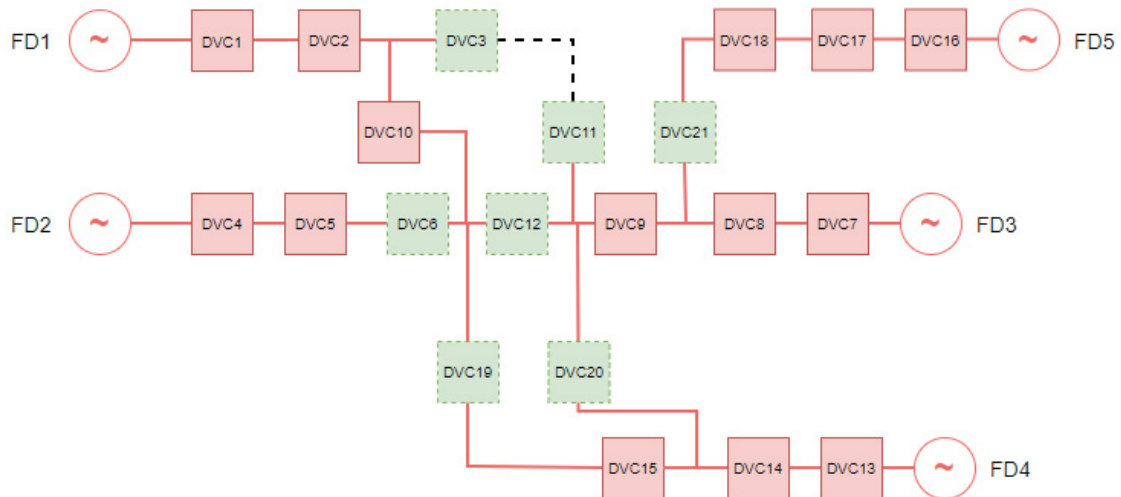 FD1 ~ DVC1 DVC2 DVC3 DVC18 DVC17 DVC16 ~ FD5
DVC10 DVC11 DVC21
FD2 ~ DVC4 DVC5 DVC6 DVC12 DVC9 DVC8 DVC7 ~ FD3
DVC19 DVC20
DVC15 DVC14 DVC13 ~ FD4